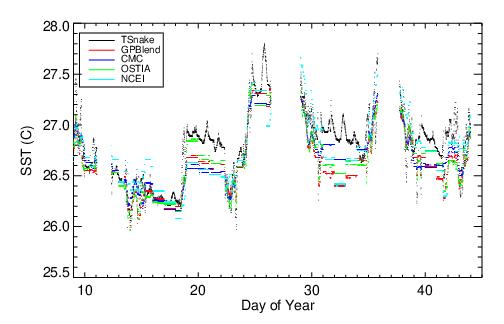 28.0
27.5
27.0
26.5
26.0
25.5
SST (C)
TSnake
GPBlend
CMC
OSTIA
NCEI
10 20 30 40
Day of Year